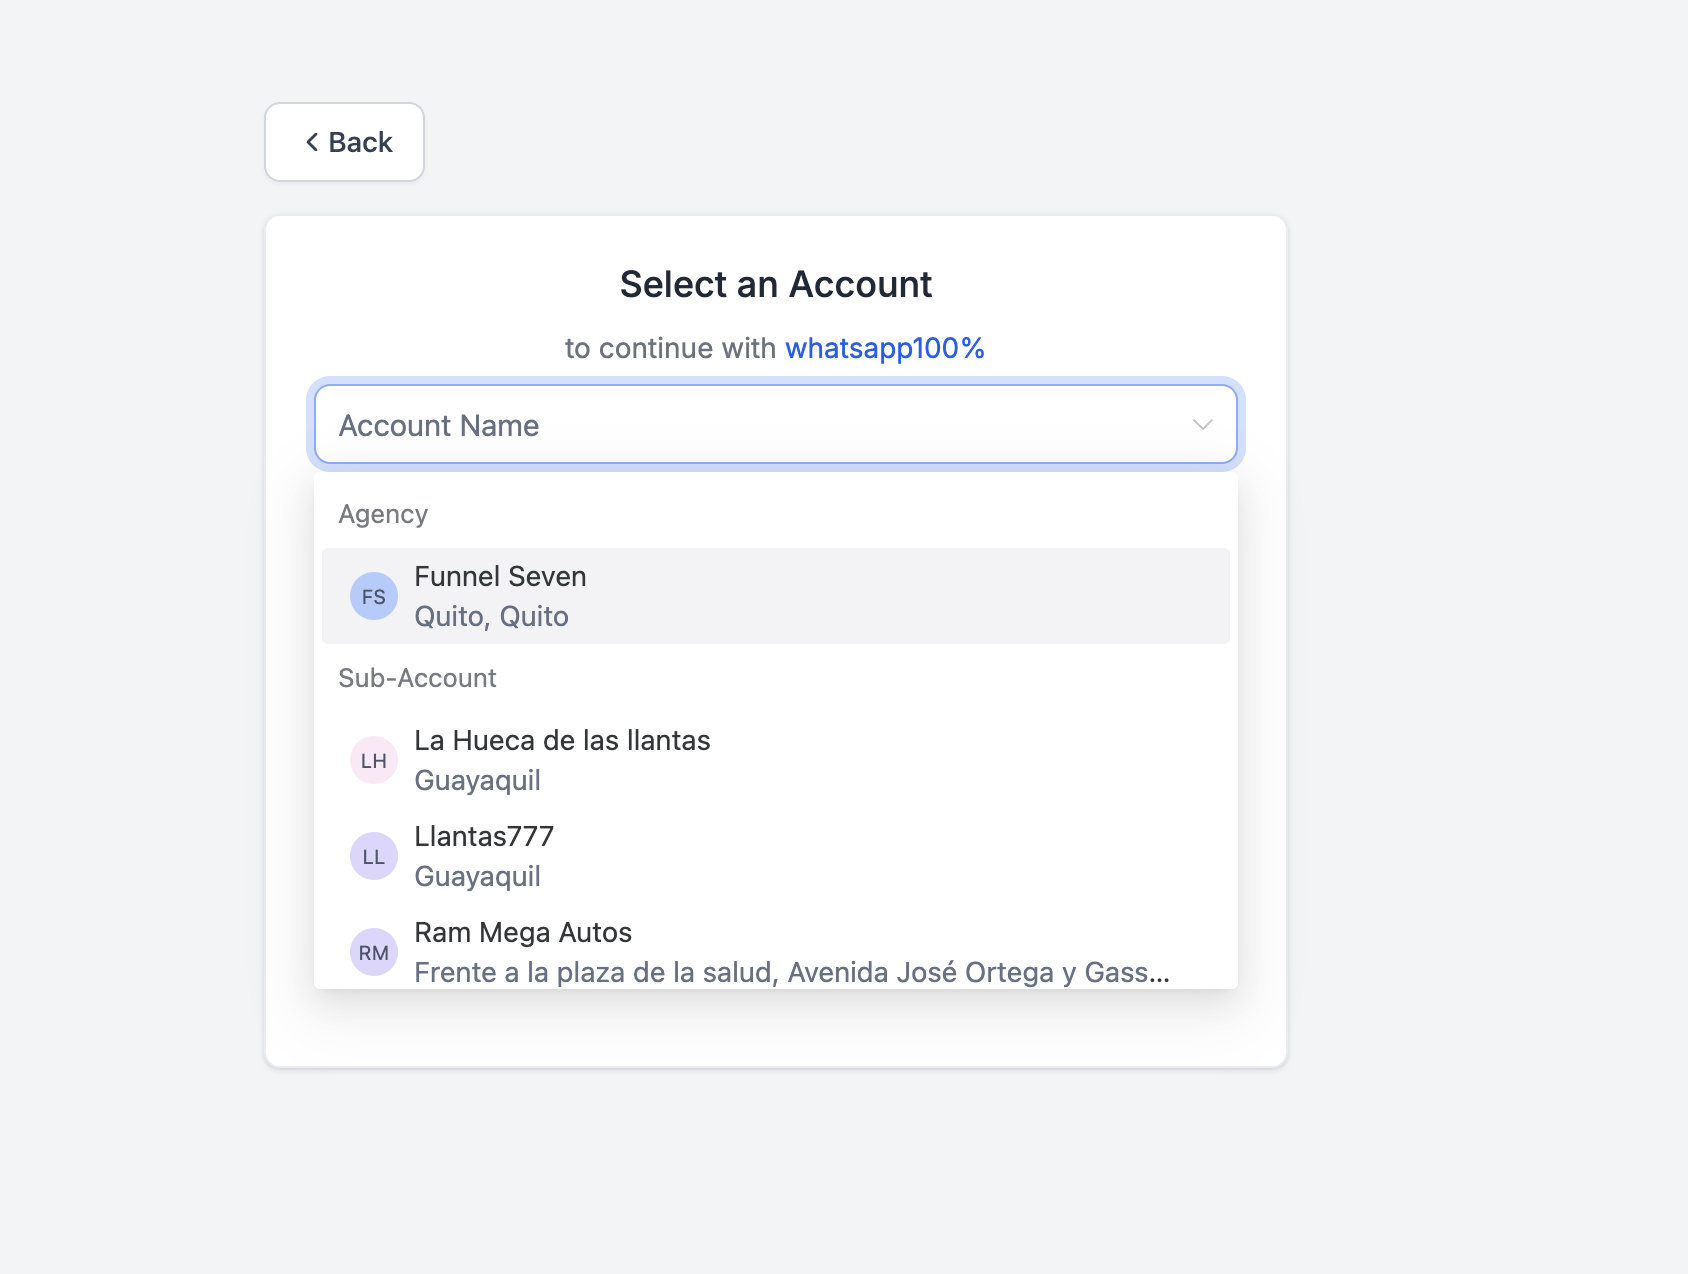 Back
Select an Account
to continue with whatsapp100%
Account Name
Agency
FS
Funnel Seven
Quito, Quito
Sub-Account
LH
La Hueca de las llantas
Guayaquil
LL
Llantas777
Guayaquil
RM
Ram Mega Autos
Frente a la plaza de la salud, Avenida José Ortega y Gass...